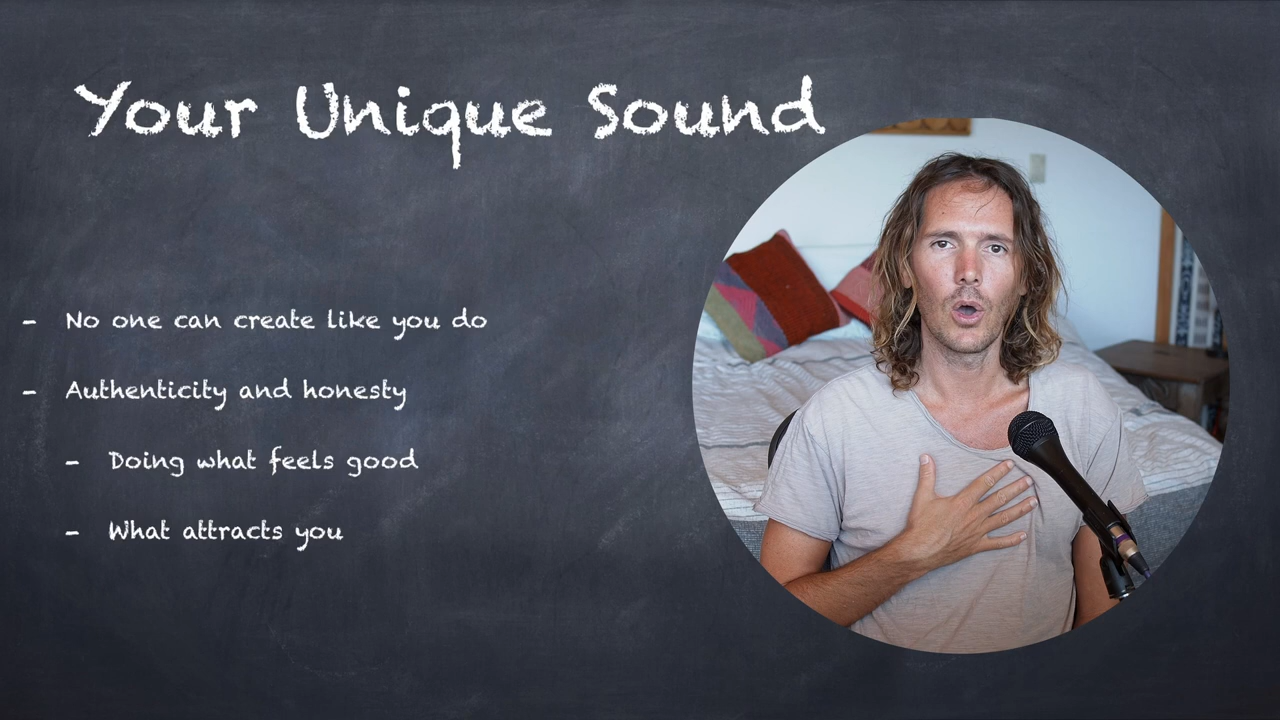 Your Unique Sound
- No one can create like you do
- Authenticity and honesty
- Doing what feels good
- What attracts you